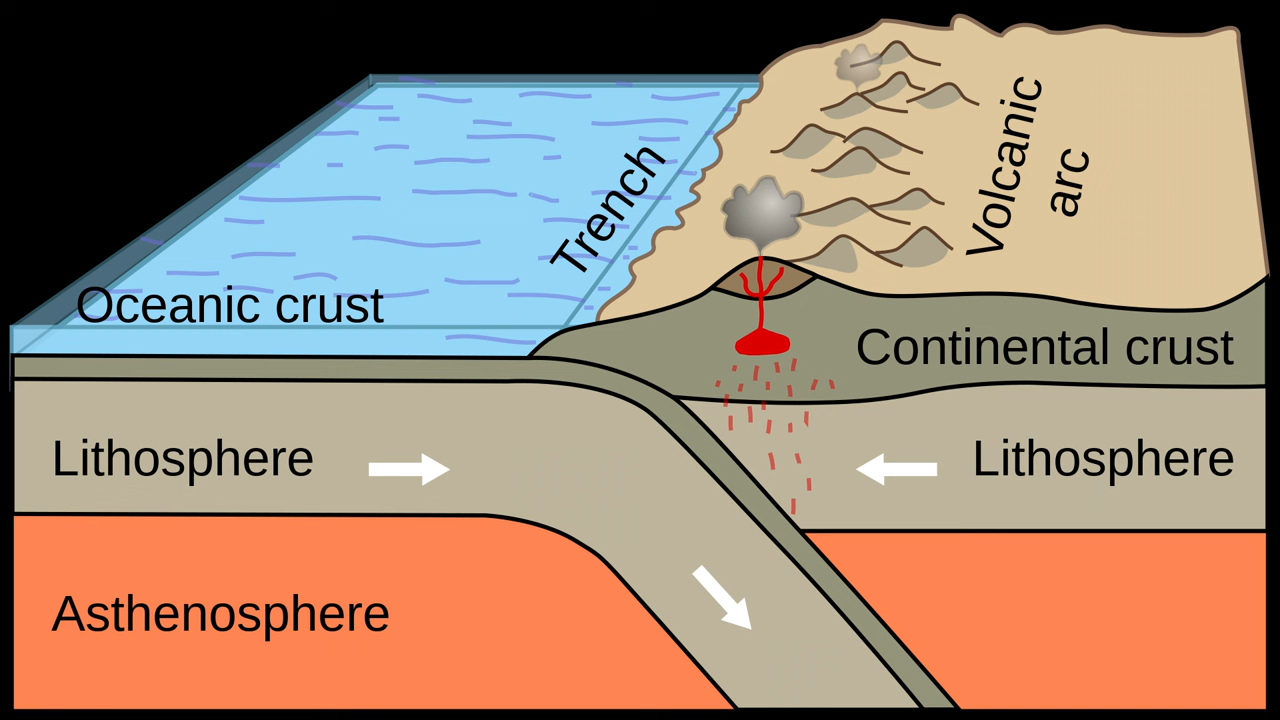 Volcanic
arc
Trench
Oceanic crust
Continental crust
Lithosphere
Lithosphere
Asthenosphere